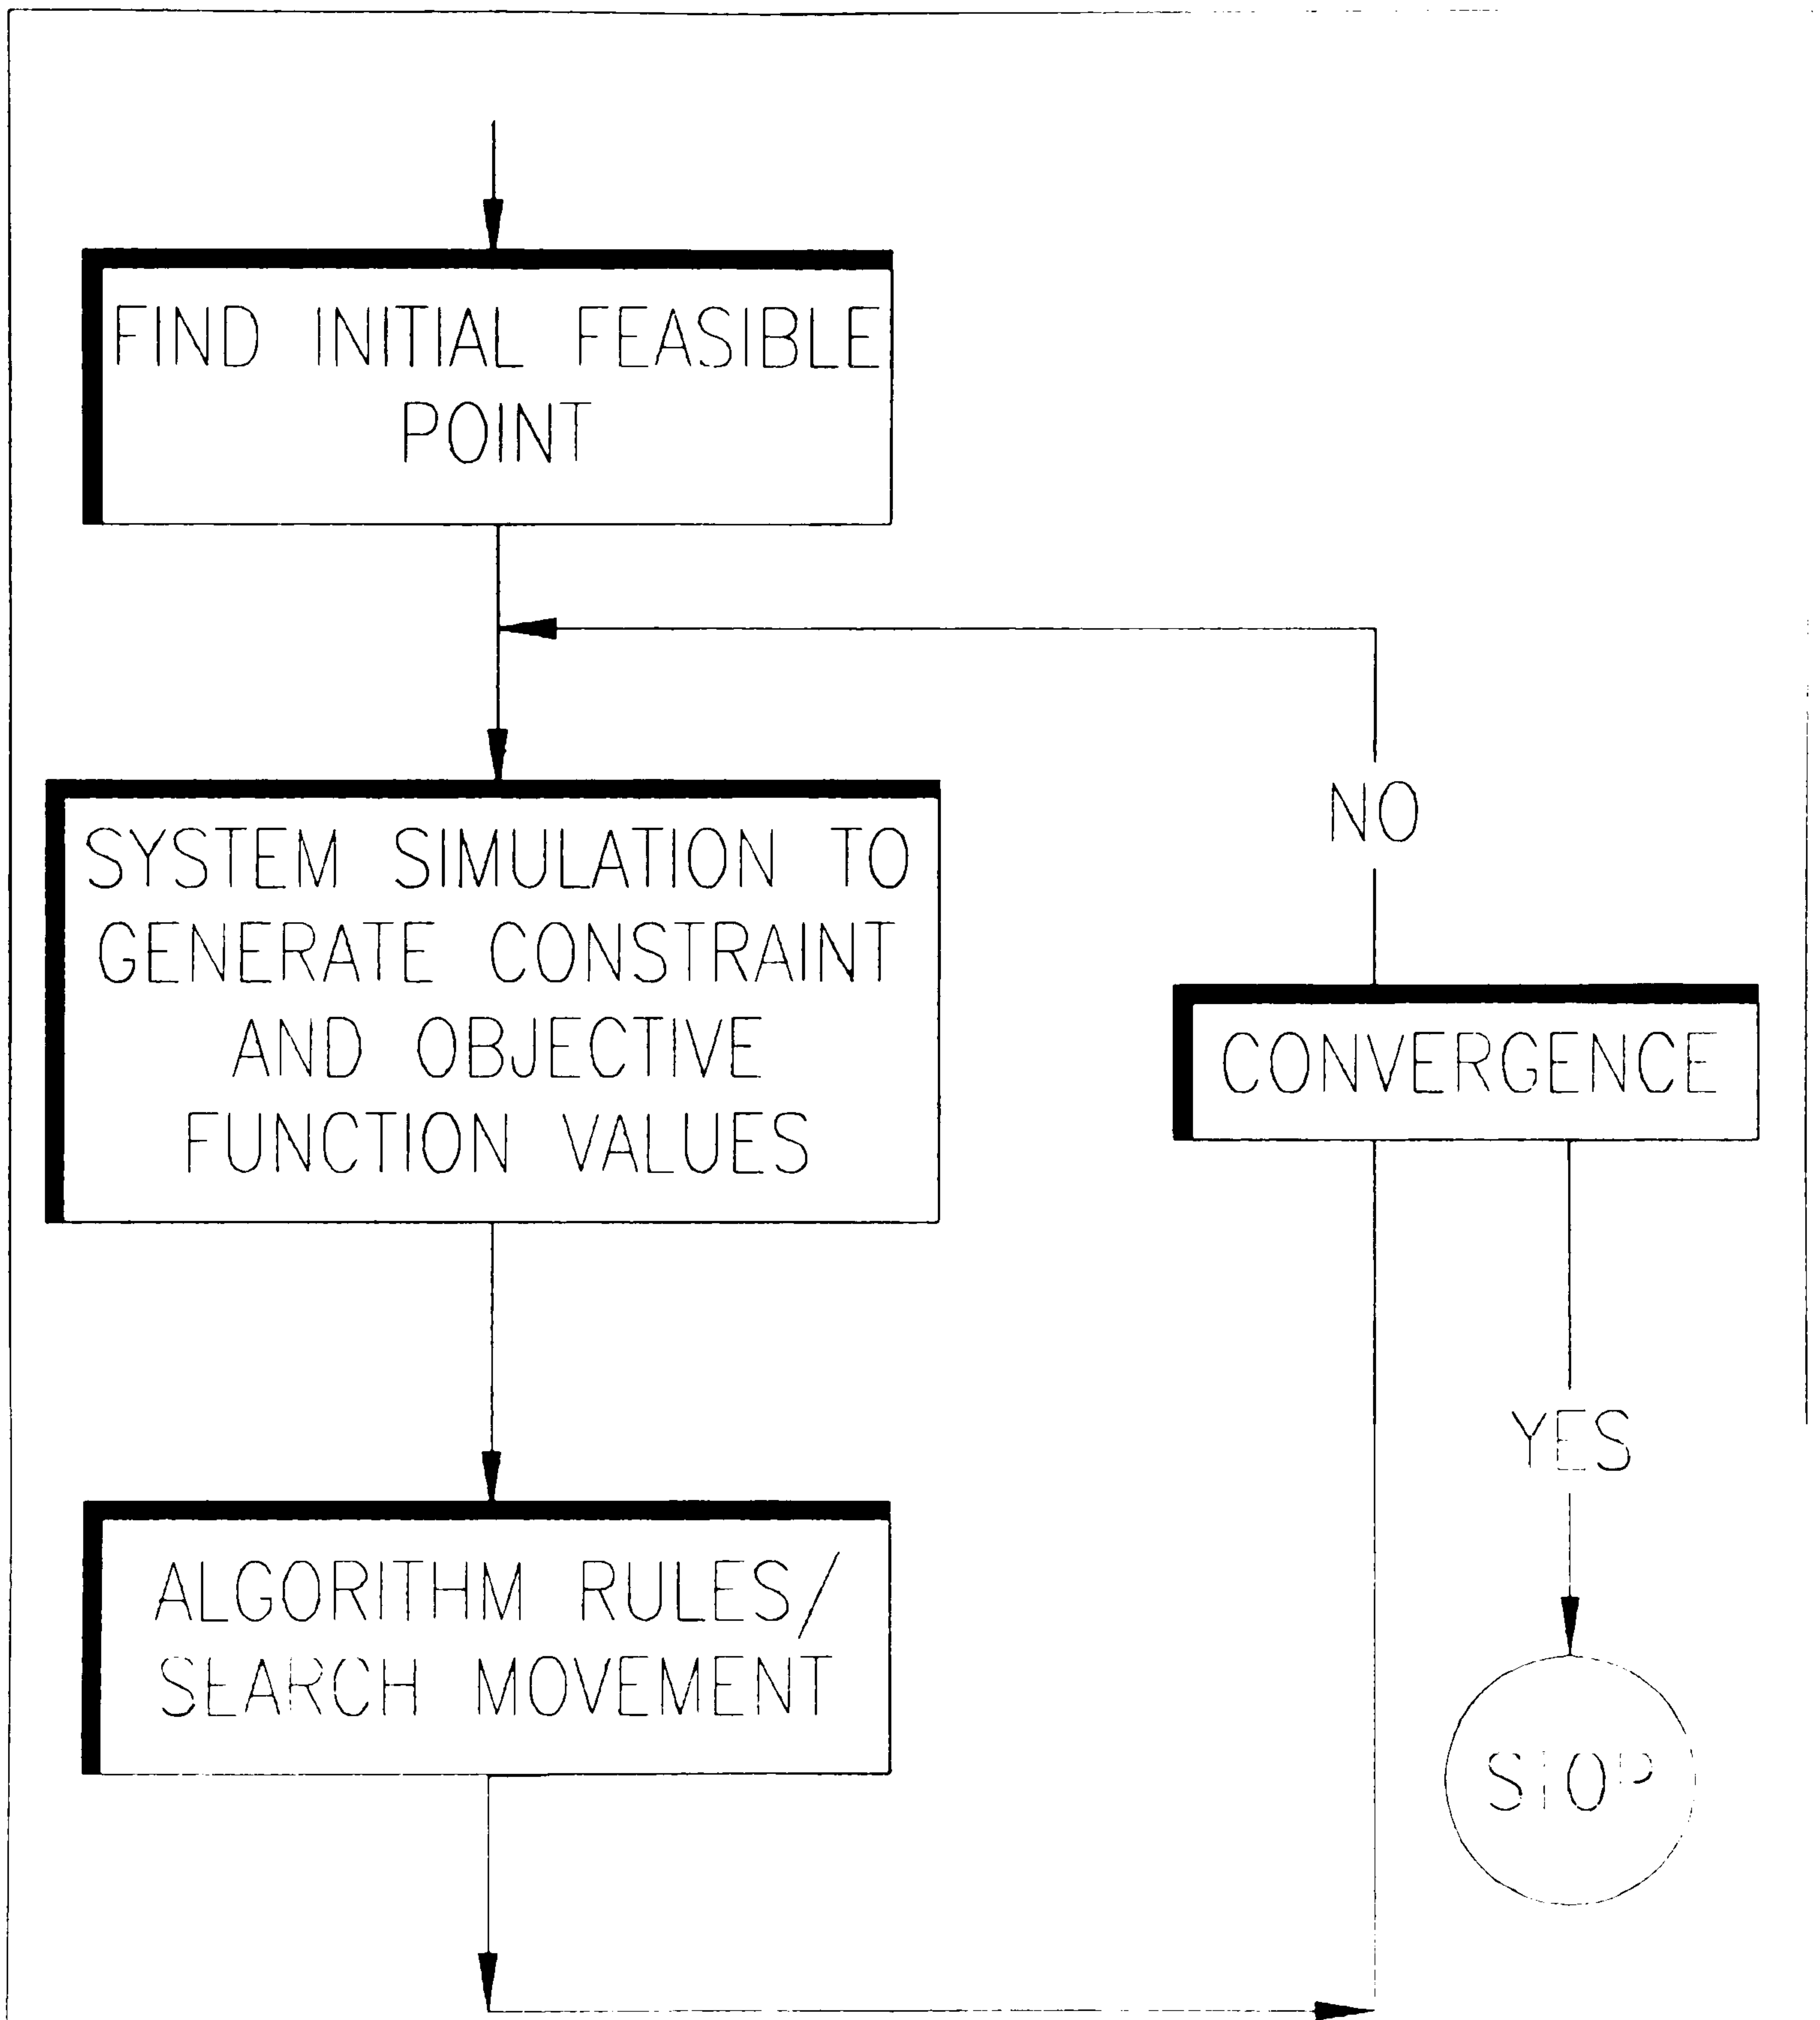 FIND INITIAL FEASIBLE
POINT
SYSTEM SIMULATION TO
GENERATE CONSTRAINT
AND OBJECTIVE
FUNCTION VALUES
NO
CONVERGENCE
YES
ALGORITHM RULES/
SEARCH MOVEMENT
STOP